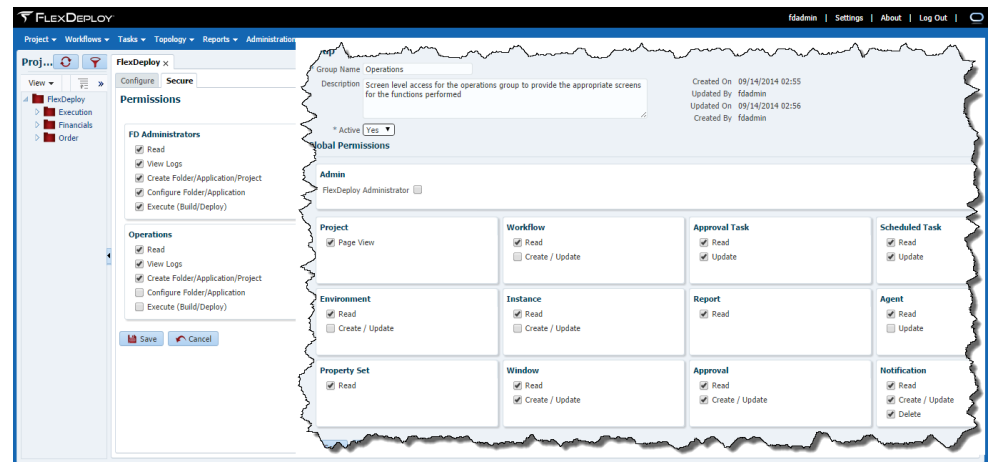 FLEXDEPLOY
fdadmin | Settings | About | Log Out |
Project Workflows Tasks Topology Reports Administration
Proj...
View
»
FlexDeploy
Execution
Financials
Order
FlexDeploy x
Configure Secure
Permissions
FD Administrators
Read
View Logs
Create Folder/Application/Project
Configure Folder/Application
Execute (Build/Deploy)
Operations
Read
View Logs
Create Folder/Application/Project
Configure Folder/Application
Execute (Build/Deploy)
Save Cancel
Group Name Operations
Description Screen level access for the operations group to provide the appropriate screens
for the functions performed
Created On 09/14/2014 02:55
Updated By fdadmin
Updated On 09/14/2014 02:56
Created By fdadmin
* Active Yes
lobal Permissions
Admin
FlexDeploy Administrator
Project
Page View
Workflow
Read
Create / Update
Approval Task
Read
Update
Scheduled Task
Read
Update
Environment
Read
Create / Update
Instance
Read
Create / Update
Report
Read
Agent
Read
Update
Property Set
Read
Window
Read
Create / Update
Approval
Read
Create / Update
Notification
Read
Create / Update
Delete